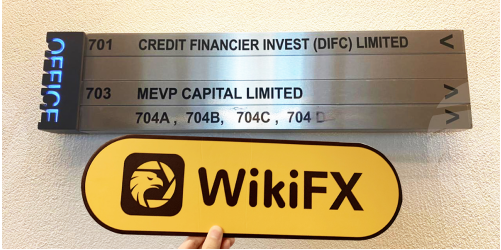 OFFICE
701 CREDIT FINANCIER INVEST (DIFC) LIMITED <
703 MEVP CAPITAL LIMITED >
704A , 704B, 704C , 704 D >
WikiFX